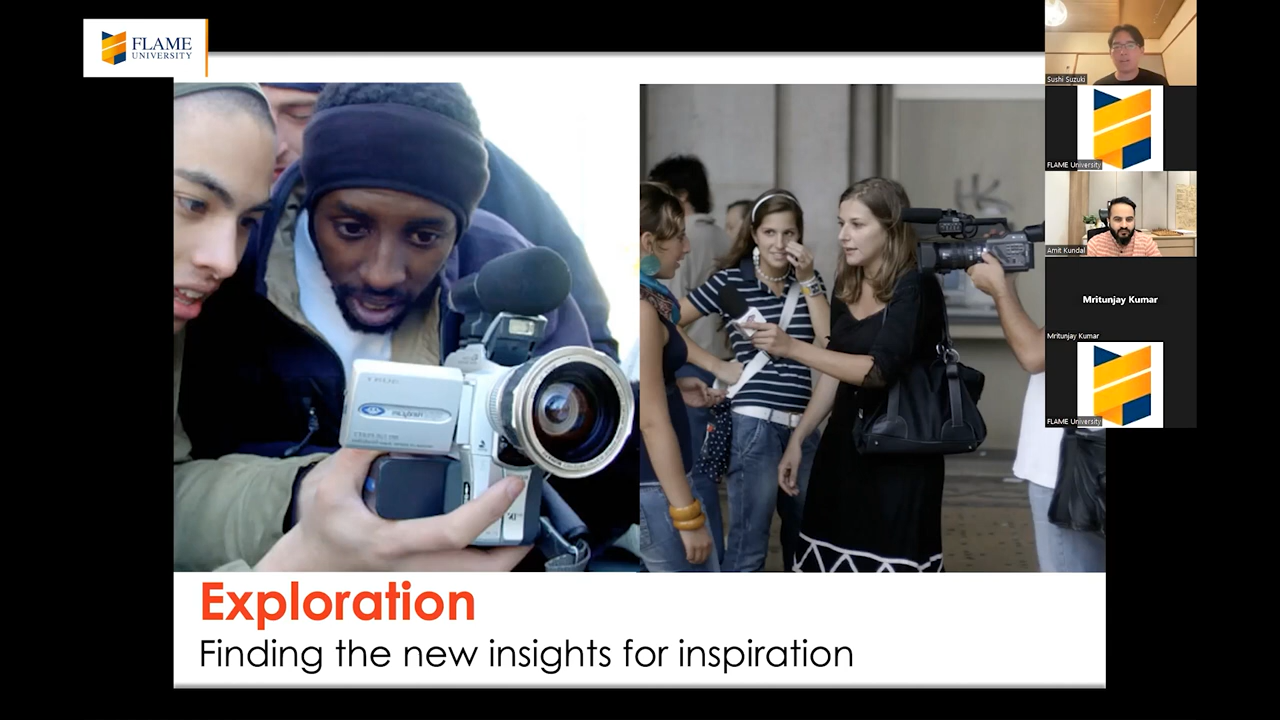 FLAME
UNIVERSITY
Sushi Suzuki
FLAME University
Amit Kundal
Mritunjay Kumar
Mritunjay Kumar
FLAME University
Exploration
Finding the new insights for inspiration